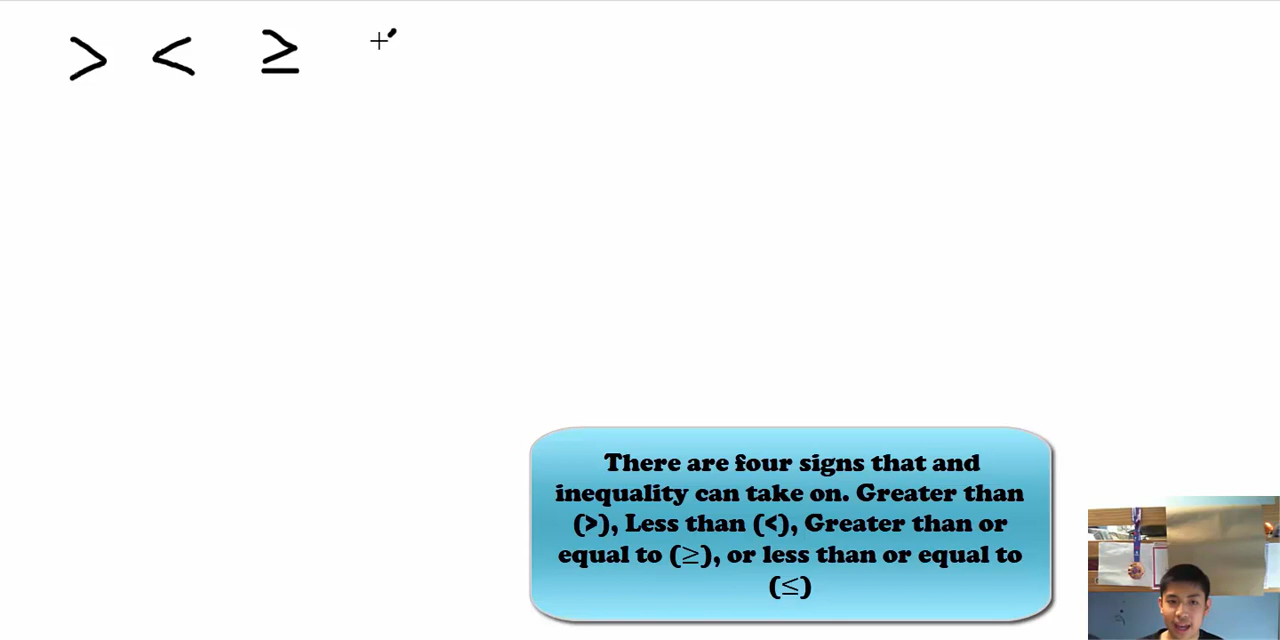 > < ≥
There are four signs that and
inequality can take on. Greater than
(>), Less than (<), Greater than or
equal to (≥), or less than or equal to
(≤)